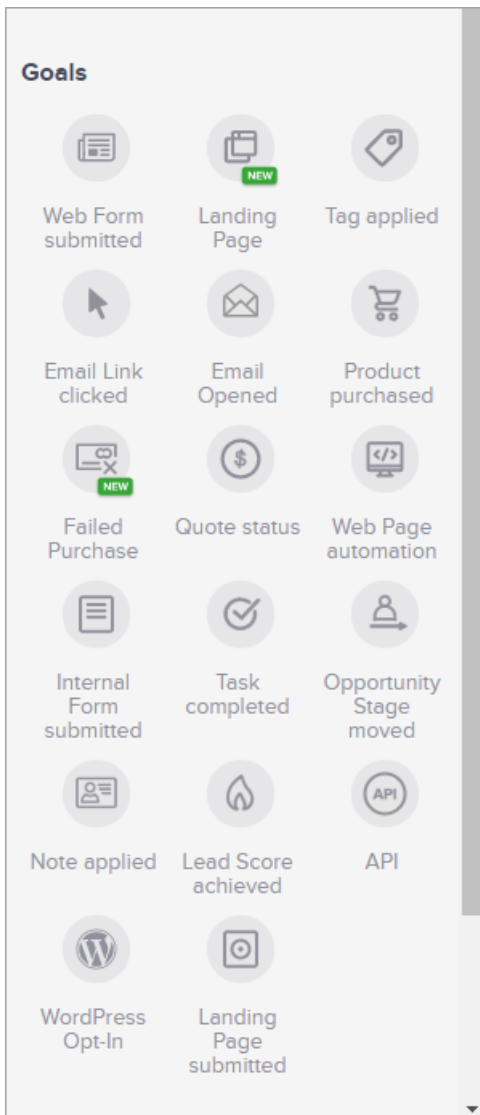 Goals
NEW
Web Form
submitted
Landing
Page
Tag applied
Email Link
clicked
Email
Opened
Product
purchased
NEW
Failed
Purchase
Quote status
Web Page
automation
Internal
Form
submitted
Task
completed
Opportunity
Stage
moved
API
Note applied
Lead Score
achieved
API
WordPress
Opt-In
Landing
Page
submitted